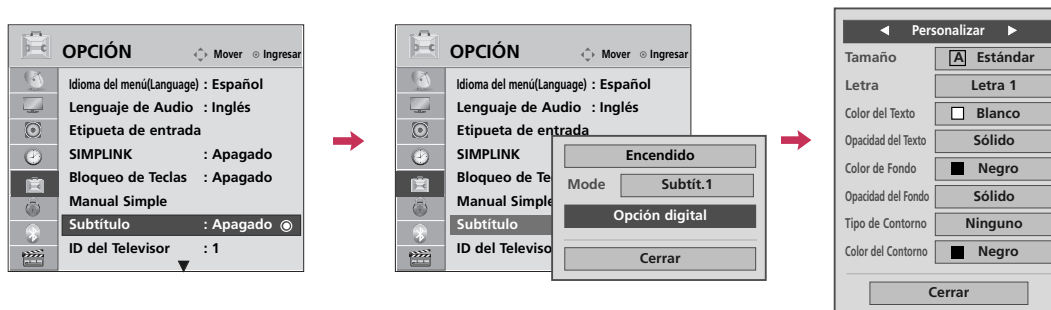 OPCIÓN Mover Ingresar
Idioma del menú(Language) : Español
Lenguaje de Audio : Inglés
Etipueta de entrada
SIMPLINK : Apagado
Bloqueo de Teclas : Apagado
Manual Simple
Subtítulo : Apagado
ID del Televisor : 1
OPCIÓN Mover Ingresar
Idioma del menú(Language) : Español
Lenguaje de Audio : Inglés
Etipueta de entrada
SIMPLINK
Bloqueo de Te
Manual Simple
Subtítulo
ID del Televiso
Encendido
Mode Subtít.1
Opción digital
Cerrar
Personalizar
Tamaño A Estándar
Letra Letra 1
Color del Texto Blanco
Opacidad del Texto Sólido
Color de Fondo Negro
Opacidad del Fondo Sólido
Tipo de Contorno Ninguno
Color del Contorno Negro
Cerrar